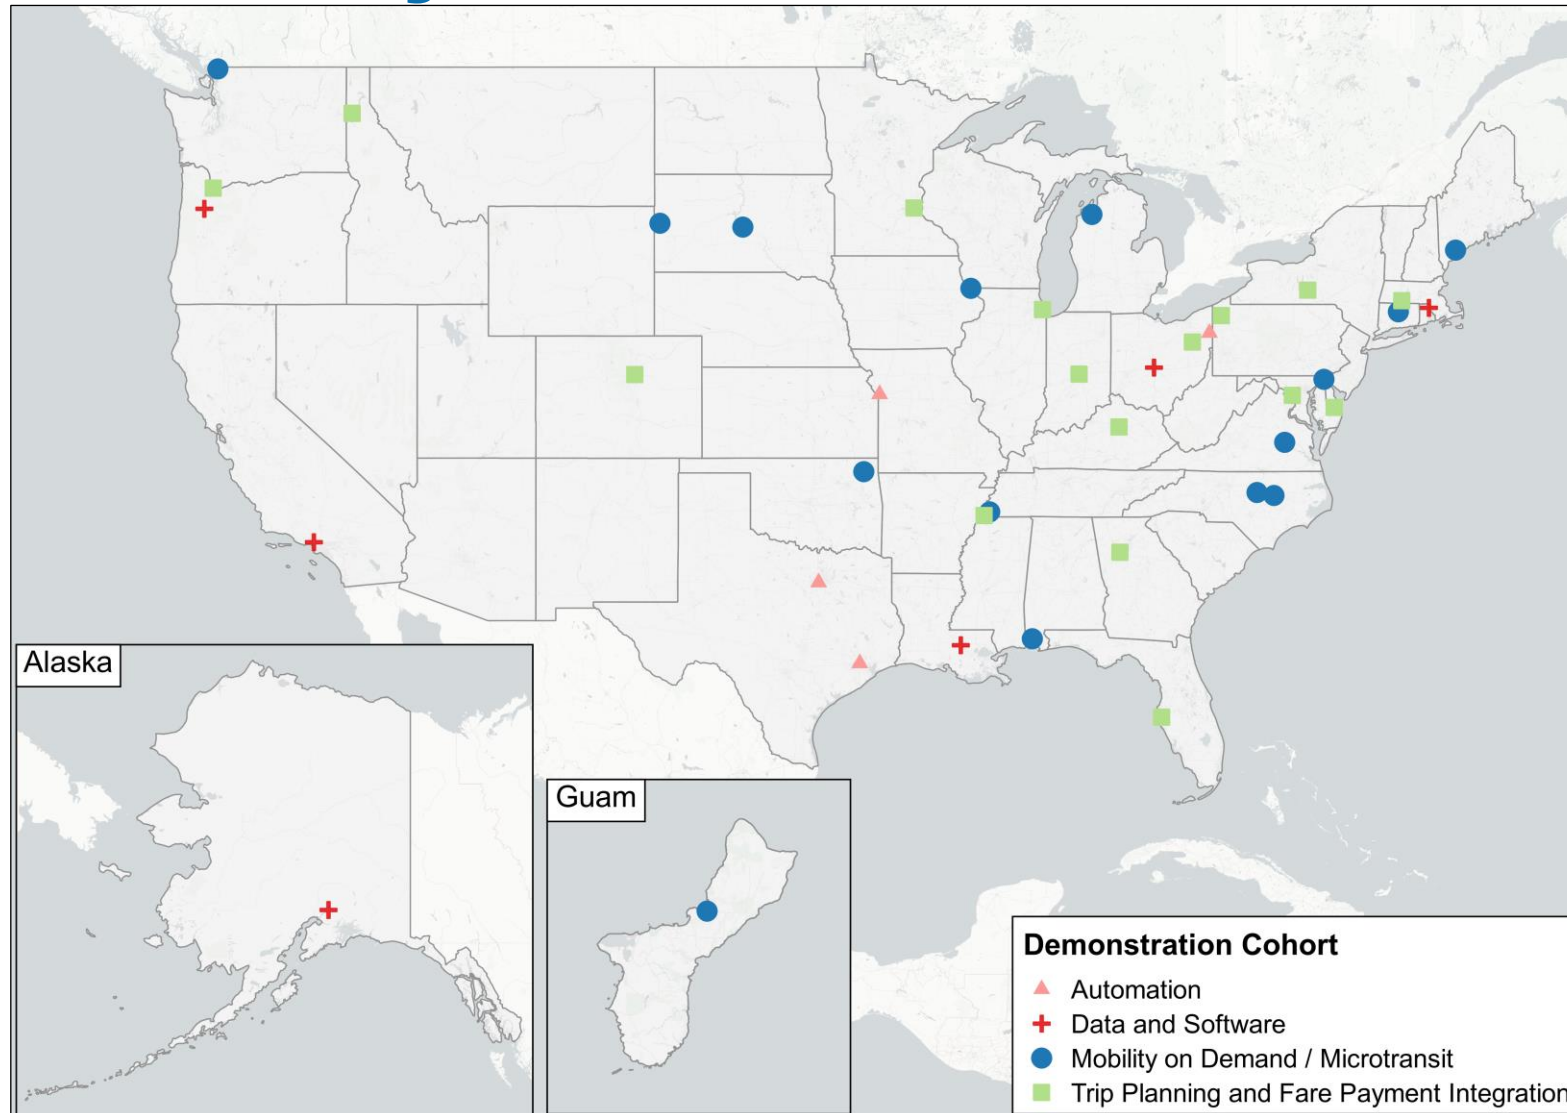 Alaska
Guam
Demonstration Cohort
Automation
Data and Software
Mobility on Demand / Microtransit
Trip Planning and Fare Payment Integration